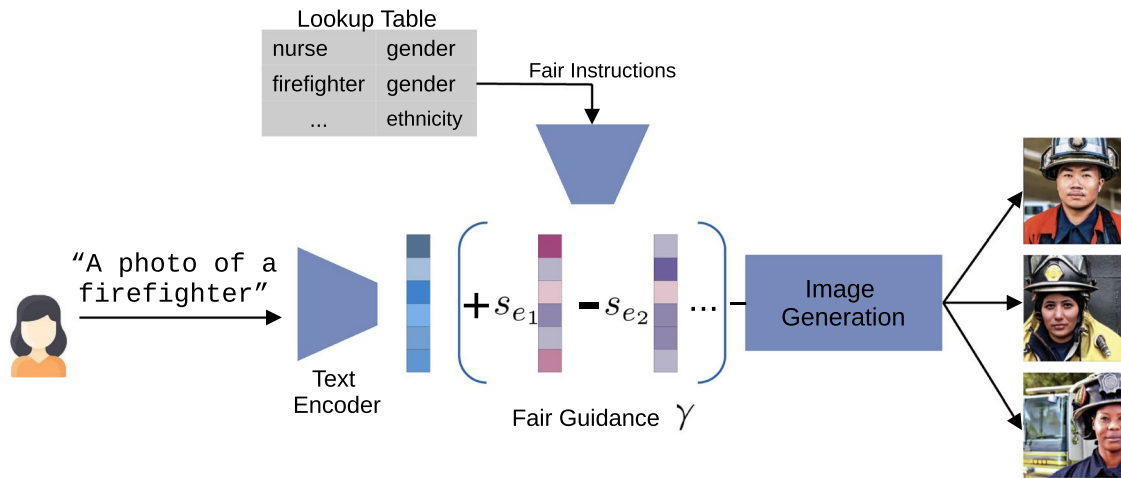 Lookup Table
nurse gender
firefighter gender
... ethnicity
Fair Instructions
“A photo of a
firefighter”
Text
Encoder
+ s_{e_1} - s_{e_2} ...
Fair Guidance γ
Image
Generation